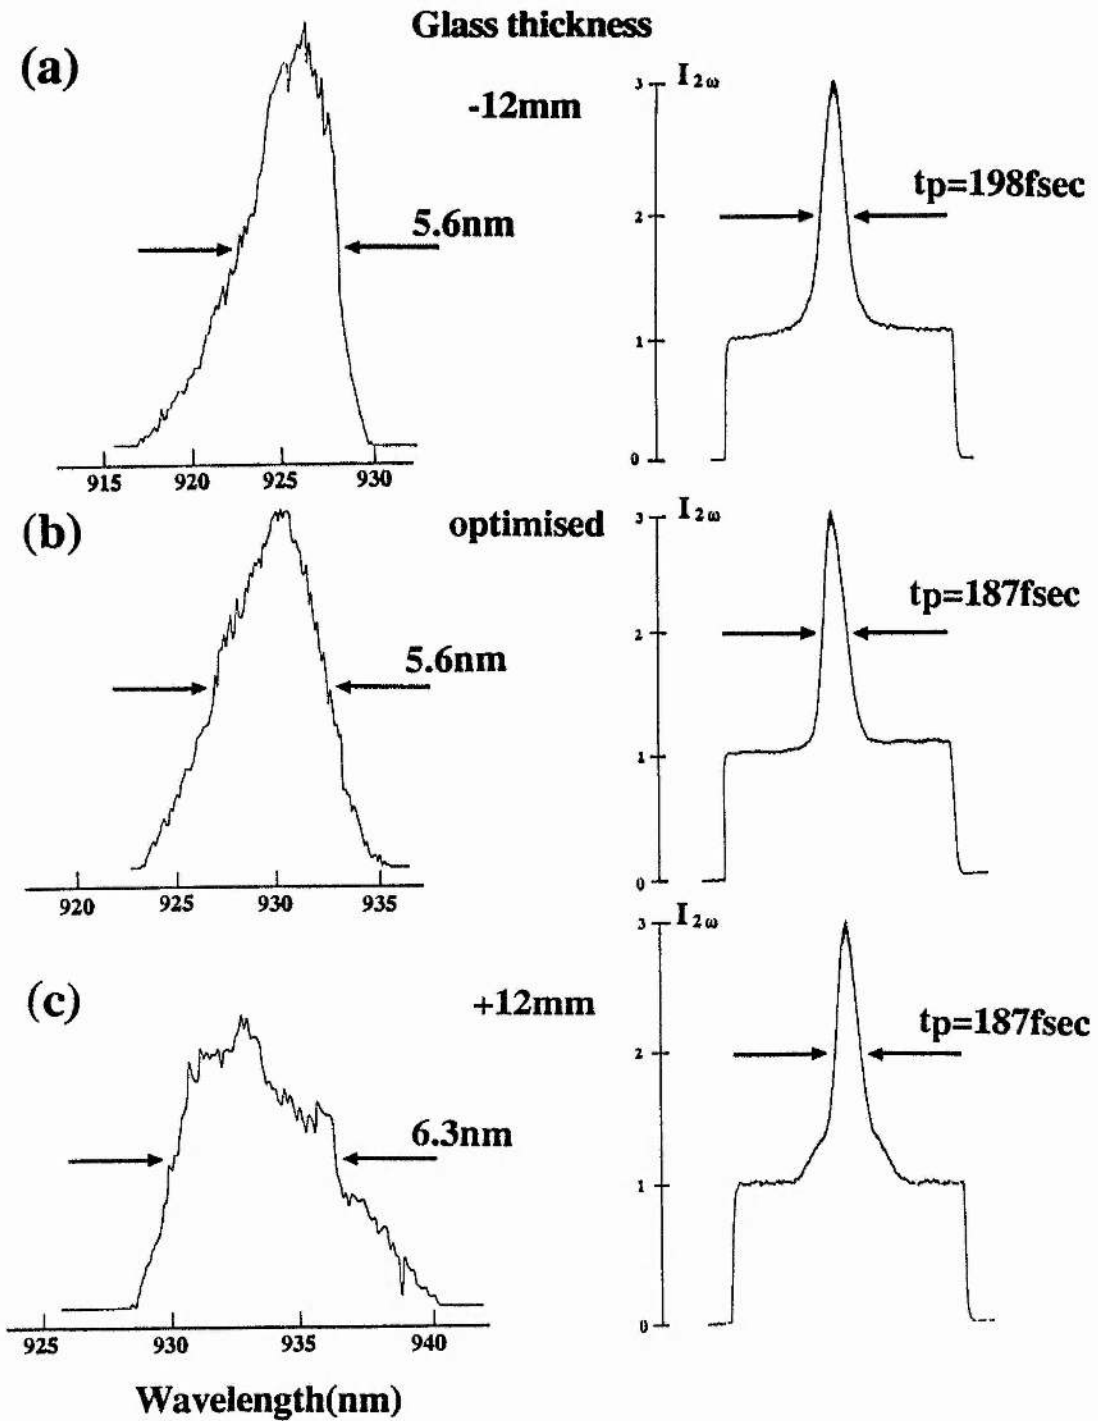 Glass thickness
(a)
-12mm
5.6nm
915 920 925 930
I2ω
3
2
1
0
tp=198fsec
(b)
optimised
5.6nm
920 925 930 935
I2ω
3
2
1
0
tp=187fsec
(c)
+12mm
6.3nm
925 930 935 940
Wavelength(nm)
I2ω
3
2
1
0
tp=187fsec